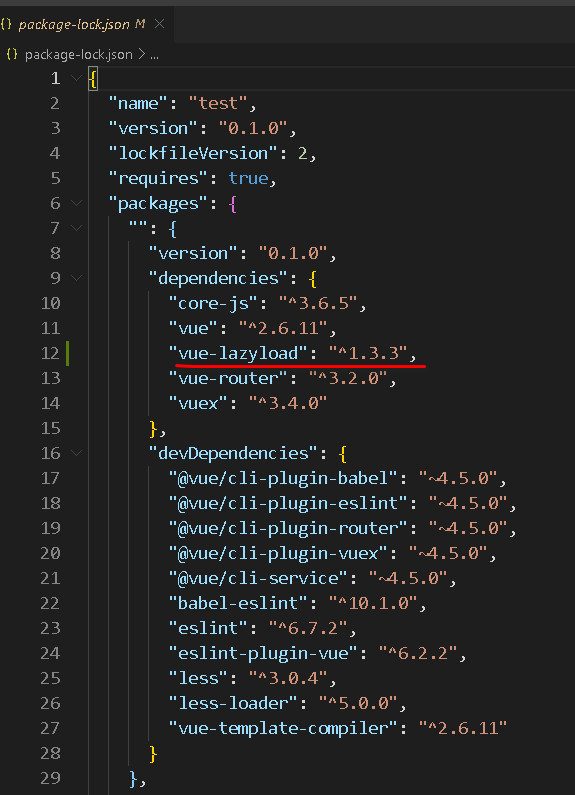 {} package-lock.json M ×
{} package-lock.json > ...
1 {
2 "name": "test",
3 "version": "0.1.0",
4 "lockfileVersion": 2,
5 "requires": true,
6 "packages": {
7 "": {
8 "version": "0.1.0",
9 "dependencies": {
10 "core-js": "^3.6.5",
11 "vue": "^2.6.11",
12 "vue-lazyload": "^1.3.3",
13 "vue-router": "^3.2.0",
14 "vuex": "^3.4.0"
15 },
16 "devDependencies": {
17 "@vue/cli-plugin-babel": "~4.5.0",
18 "@vue/cli-plugin-eslint": "~4.5.0",
19 "@vue/cli-plugin-router": "~4.5.0",
20 "@vue/cli-plugin-vuex": "~4.5.0",
21 "@vue/cli-service": "~4.5.0",
22 "babel-eslint": "^10.1.0",
23 "eslint": "^6.7.2",
24 "eslint-plugin-vue": "^6.2.2",
25 "less": "^3.0.4",
26 "less-loader": "^5.0.0",
27 "vue-template-compiler": "^2.6.11"
28 }
29 },